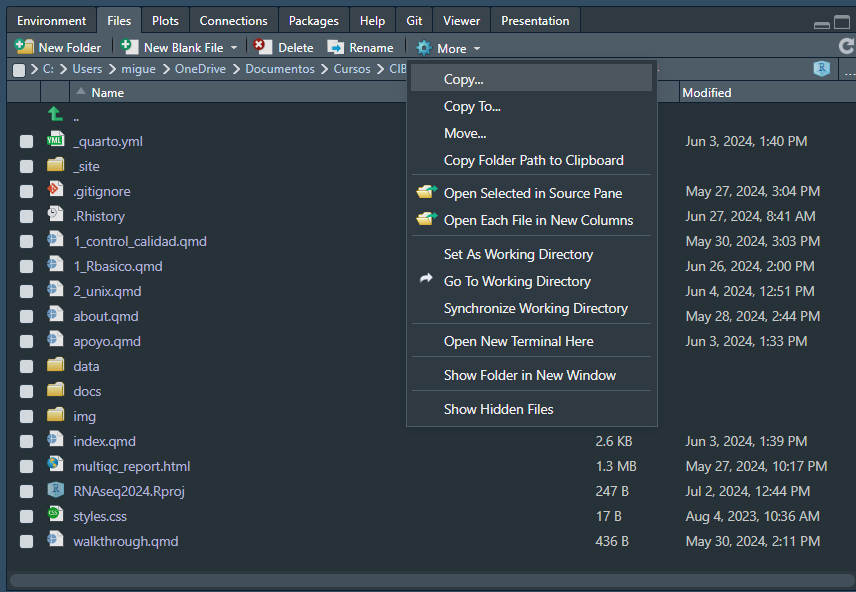 Environment Files Plots Connections Packages Help Git Viewer Presentation
New Folder New Blank File Delete Rename More
C: Users migue OneDrive Documentos Cursos CIB ...
Name Modified
Copy...
Copy To...
Move...
Copy Folder Path to Clipboard
Open Selected in Source Pane
Open Each File in New Columns
Set As Working Directory
Go To Working Directory
Synchronize Working Directory
Open New Terminal Here
Show Folder in New Window
Show Hidden Files
..
_quarto.yml Jun 3, 2024, 1:40 PM
_site
.gitignore May 27, 2024, 3:04 PM
.Rhistory Jun 27, 2024, 8:41 AM
1_control_calidad.qmd May 30, 2024, 3:03 PM
1_Rbasico.qmd Jun 26, 2024, 2:00 PM
2_unix.qmd Jun 4, 2024, 12:51 PM
about.qmd May 28, 2024, 2:44 PM
apoyo.qmd Jun 3, 2024, 1:33 PM
data
docs
img
index.qmd 2.6 KB Jun 3, 2024, 1:39 PM
multiqc_report.html 1.3 MB May 27, 2024, 10:17 PM
RNAseq2024.Rproj 247 B Jul 2, 2024, 12:44 PM
styles.css 17 B Aug 4, 2023, 10:36 AM
walkthrough.qmd 436 B May 30, 2024, 2:11 PM